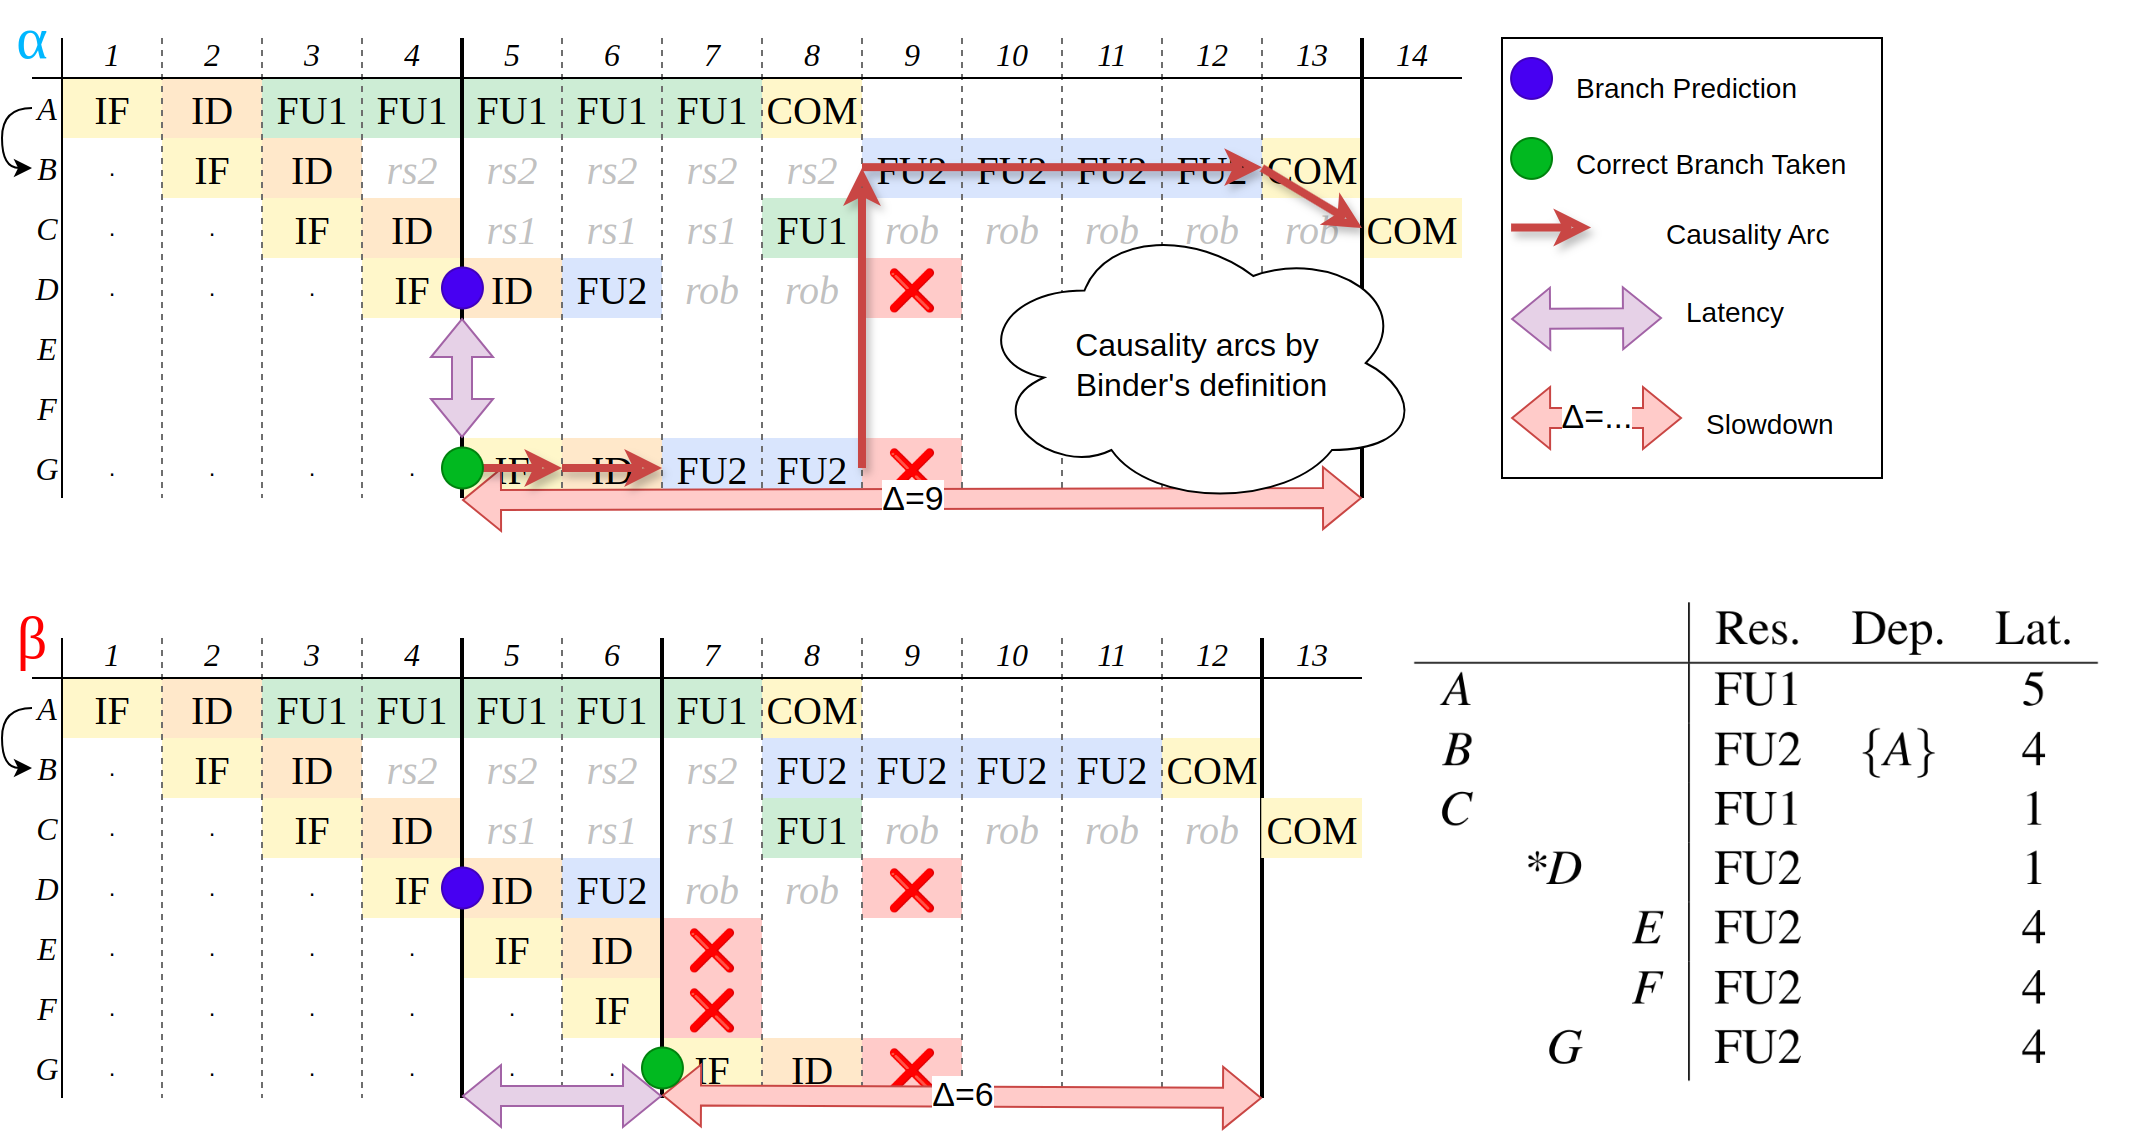 α
1 2 3 4 5 6 7 8 9 10 11 12 13 14
A IF ID FU1 FU1 FU1 FU1 FU1 COM
B . IF ID rs2 rs2 rs2 rs2 rs2 FU2 FU2 FU2 FU2 COM
C . . IF ID rs1 rs1 rs1 FU1 rob rob rob rob rob COM
D . . . IF ID FU2 rob rob
E
F
G . . . . IF ID FU2 FU2
Δ=9
Causality arcs by
Binder's definition
Branch Prediction
Correct Branch Taken
Causality Arc
Latency
Δ=... Slowdown
β
1 2 3 4 5 6 7 8 9 10 11 12 13
A IF ID FU1 FU1 FU1 FU1 FU1 COM
B . IF ID rs2 rs2 rs2 rs2 FU2 FU2 FU2 FU2 COM
C . . IF ID rs1 rs1 rs1 FU1 rob rob rob rob COM
D . . . IF ID FU2 rob rob
E . . . . IF ID
F . . . . . IF
G . . . . . . IF ID
Δ=6
Res. Dep. Lat.
A FU1 5
B FU2 {A} 4
C FU1 1
*D FU2 1
E FU2 4
F FU2 4
G FU2 4